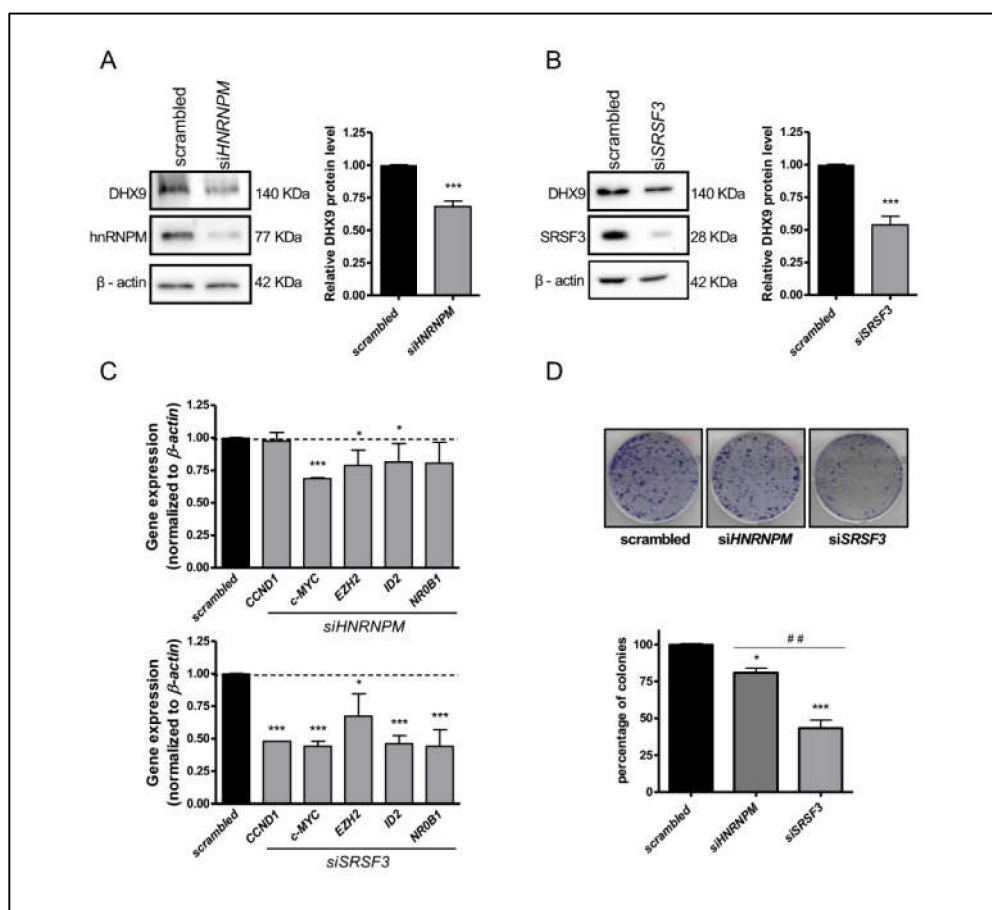 A
scrambled
siHNRNPM
DHX9
140 KDa
hnRNPM
77 KDa
β - actin
42 KDa
Relative DHX9 protein level
1.25
1.00
0.75
0.50
0.25
0.00
***
scrambled
siHNRNPM
B
scrambled
siSRSF3
DHX9
140 KDa
SRSF3
28 KDa
β - actin
42 KDa
Relative DHX9 protein level
1.25
1.00
0.75
0.50
0.25
0.00
***
scrambled
siSRSF3
C
Gene expression
(normalized to β-actin)
1.25
1.00
0.75
0.50
0.25
0.00
***
*
*
scrambled
CCND1
c-MYC
EZH2
ID2
NR0B1
siHNRNPM
Gene expression
(normalized to β-actin)
1.25
1.00
0.75
0.50
0.25
0.00
***
***
*
***
***
scrambled
CCND1
c-MYC
EZH2
ID2
NR0B1
siSRSF3
D
scrambled
siHNRNPM
siSRSF3
percentage of colonies
100
75
50
25
0
# #
*
***
scrambled
siHNRNPM
siSRSF3